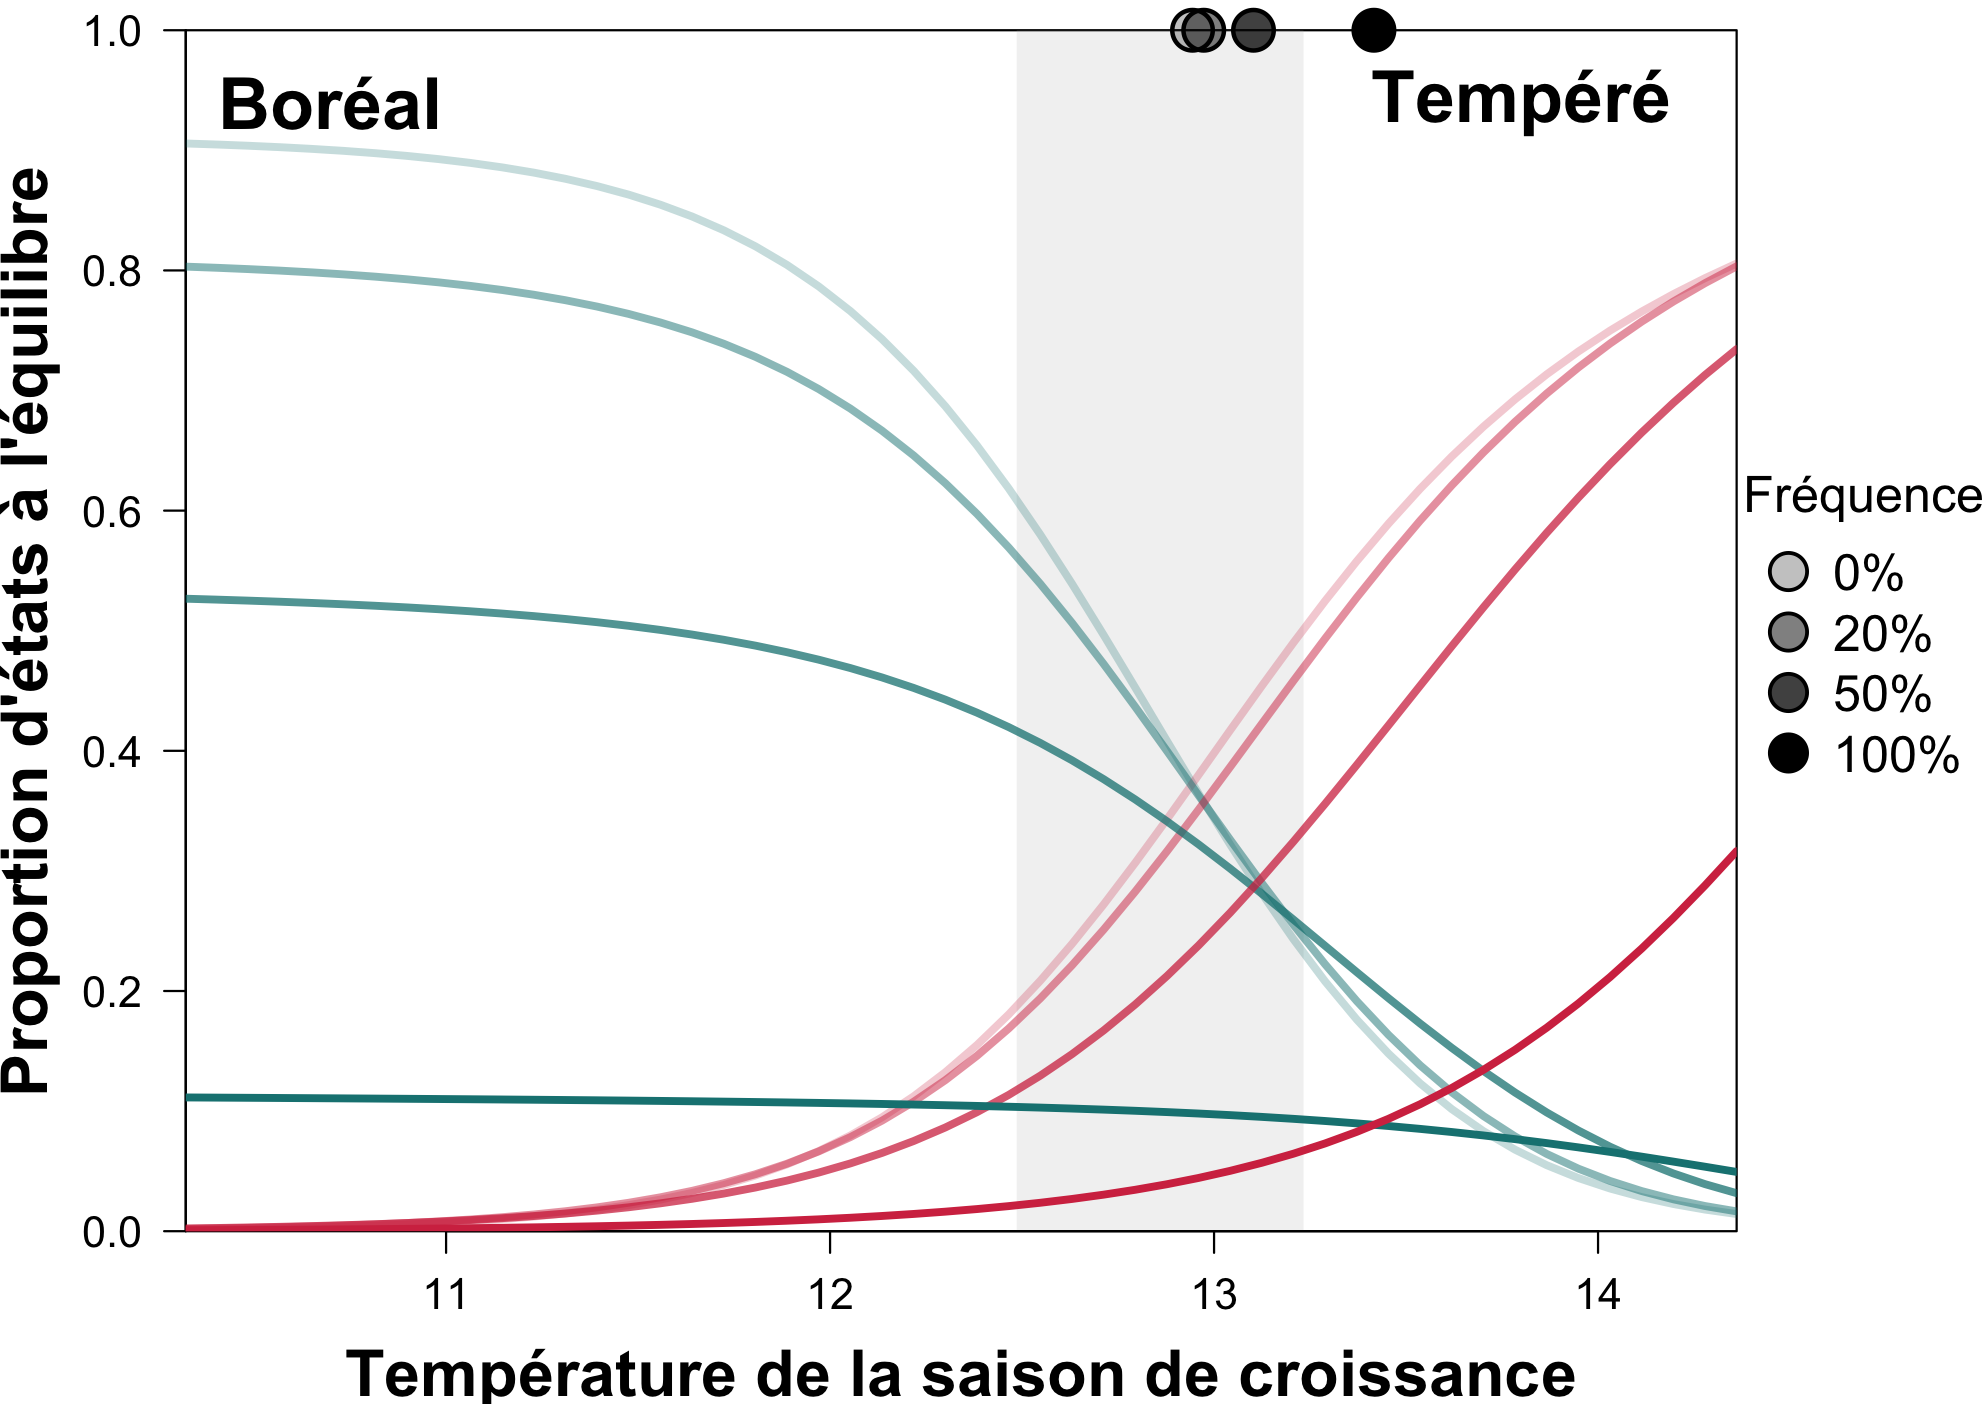 Boréal
Tempéré
Proportion d'états à l'équilibre
1.0
0.8
0.6
0.4
0.2
0.0
11
12
13
14
Température de la saison de croissance
Fréquence
0%
20%
50%
100%